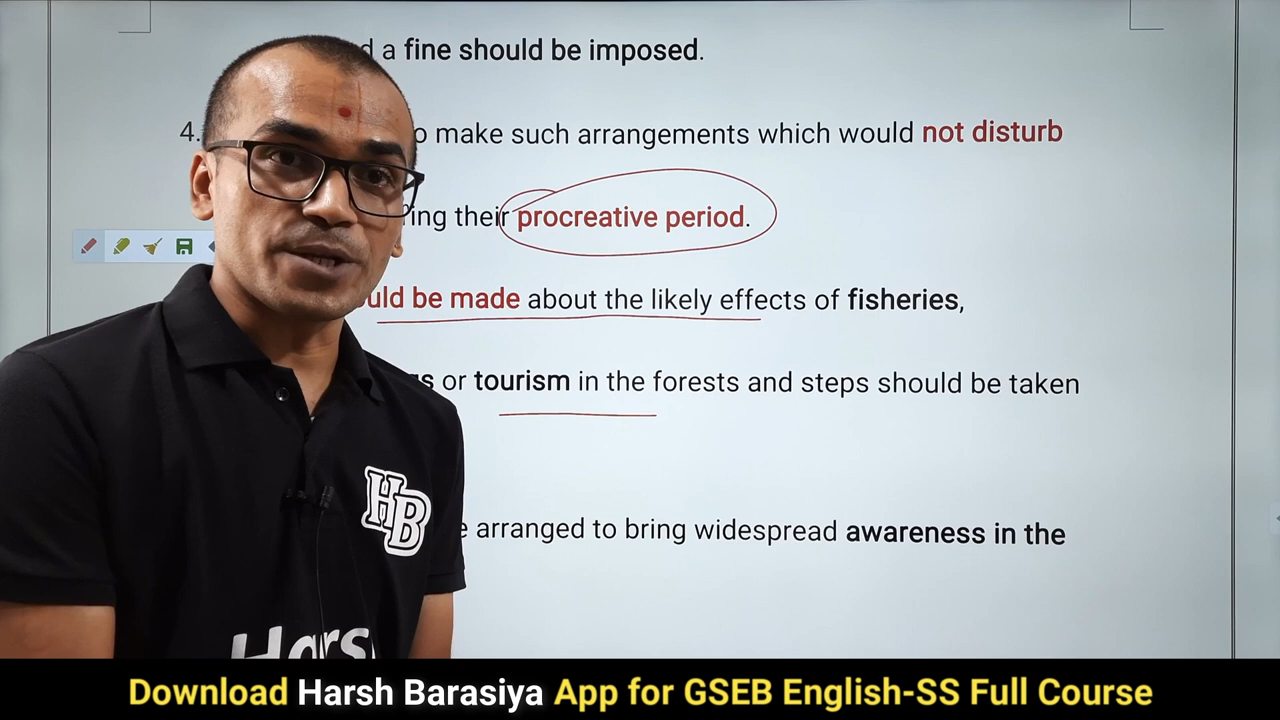 d a fine should be imposed.
4. o make such arrangements which would not disturb
ing their procreative period.
uld be made about the likely effects of fisheries,
gs or tourism in the forests and steps should be taken
e arranged to bring widespread awareness in the
HB
Hars
Download Harsh Barasiya App for GSEB English-SS Full Course